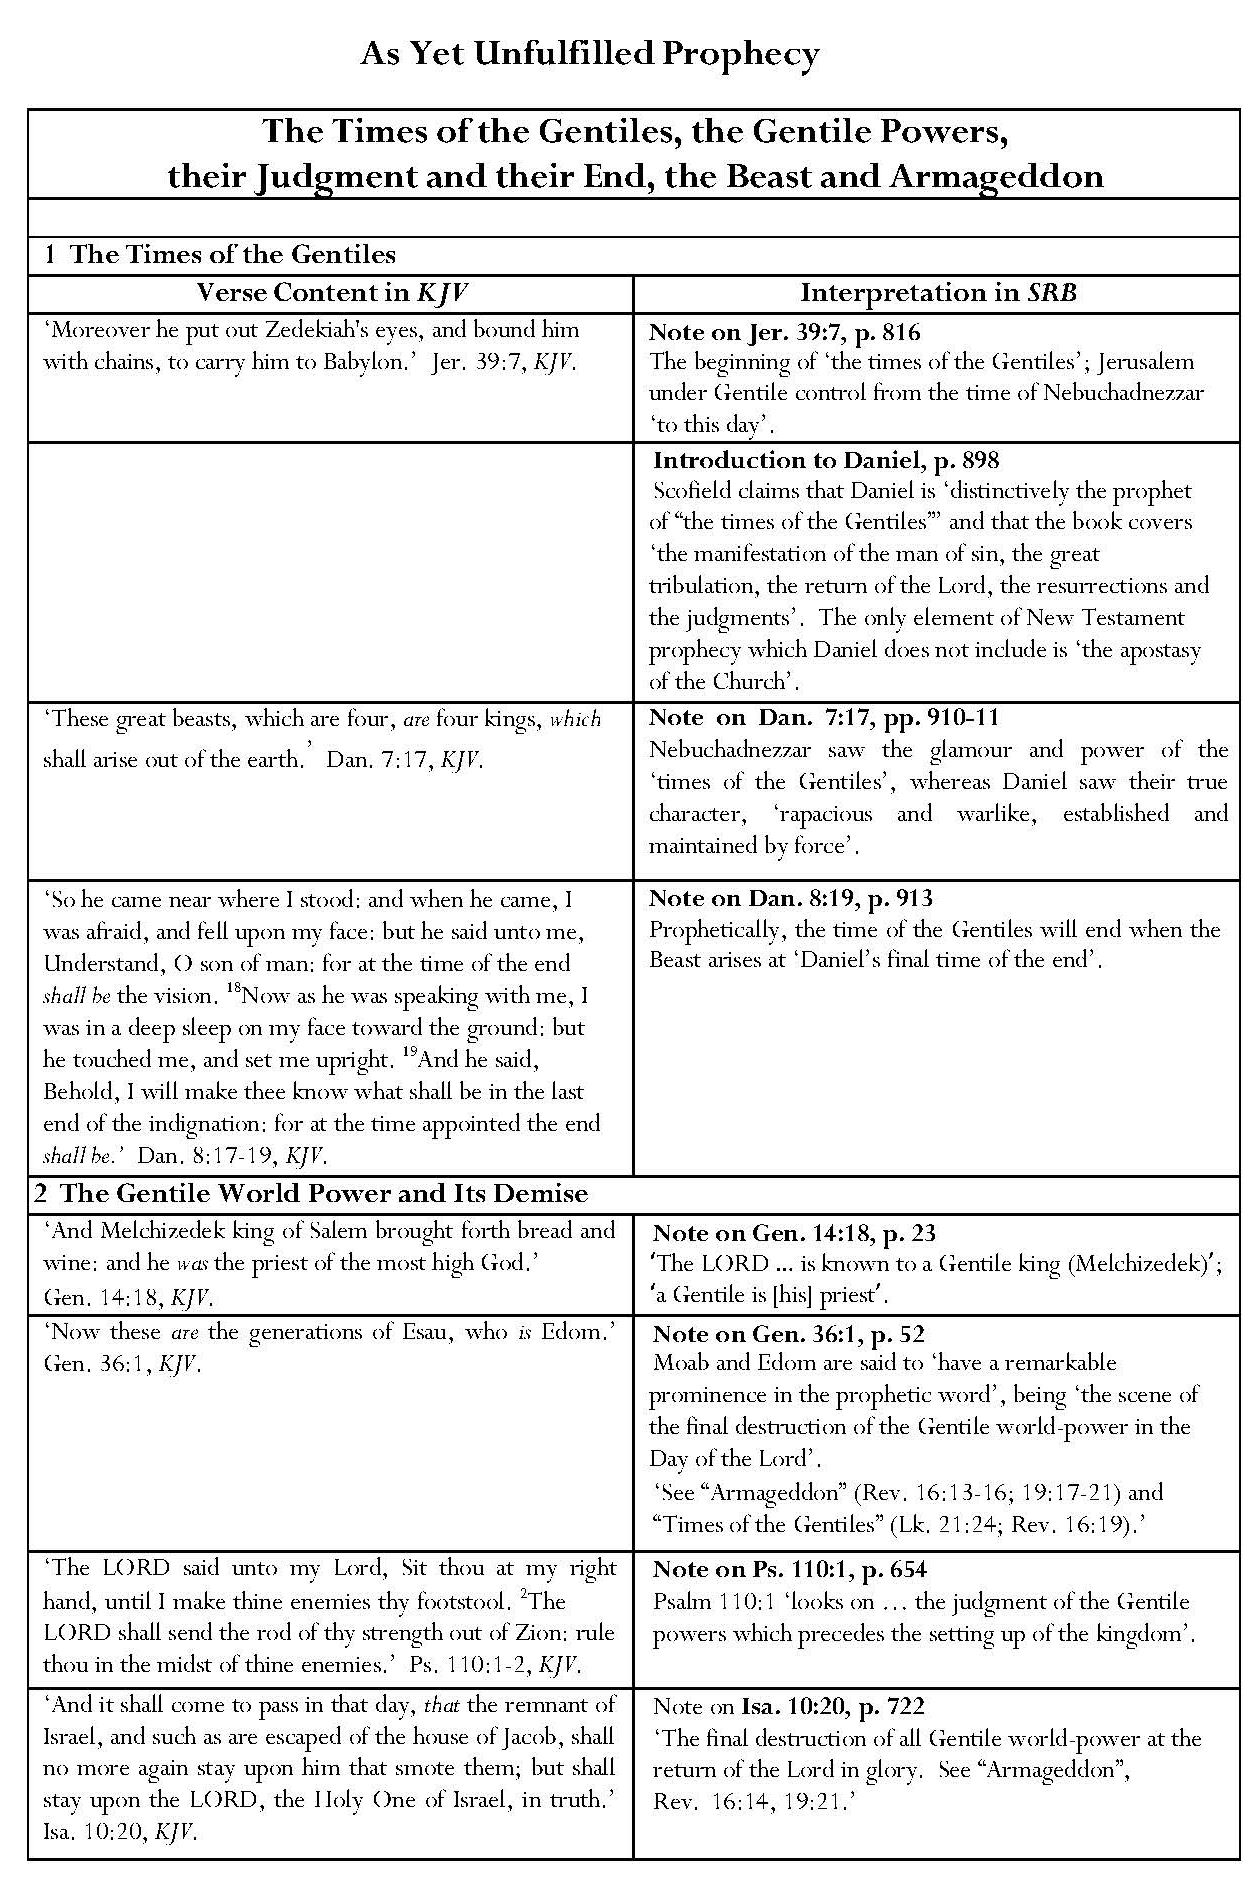 As Yet Unfulfilled Prophecy
The Times of the Gentiles, the Gentile Powers,
their Judgment and their End, the Beast and Armageddon
1 The Times of the Gentiles
Verse Content in KJV
Interpretation in SRB
‘Moreover he put out Zedekiah's eyes, and bound him
with chains, to carry him to Babylon.’ Jer. 39:7, KJV.
Note on Jer. 39:7, p. 816
The beginning of ‘the times of the Gentiles’; Jerusalem
under Gentile control from the time of Nebuchadnezzar
‘to this day’.
Introduction to Daniel, p. 898
Scofield claims that Daniel is ‘distinctively the prophet
of “the times of the Gentiles”’ and that the book covers
‘the manifestation of the man of sin, the great
tribulation, the return of the Lord, the resurrections and
the judgments’. The only element of New Testament
prophecy which Daniel does not include is ‘the apostasy
of the Church’.
‘These great beasts, which are four, are four kings, which
shall arise out of the earth.’ Dan. 7:17, KJV.
Note on Dan. 7:17, pp. 910-11
Nebuchadnezzar saw the glamour and power of the
‘times of the Gentiles’, whereas Daniel saw their true
character, ‘rapacious and warlike, established and
maintained by force’.
‘So he came near where I stood: and when he came, I
was afraid, and fell upon my face: but he said unto me,
Understand, O son of man: for at the time of the end
shall be the vision. 18Now as he was speaking with me, I
was in a deep sleep on my face toward the ground: but
he touched me, and set me upright. 19And he said,
Behold, I will make thee know what shall be in the last
end of the indignation: for at the time appointed the end
shall be.’ Dan. 8:17-19, KJV.
Note on Dan. 8:19, p. 913
Prophetically, the time of the Gentiles will end when the
Beast arises at ‘Daniel’s final time of the end’.
2 The Gentile World Power and Its Demise
‘And Melchizedek king of Salem brought forth bread and
wine: and he was the priest of the most high God.’
Gen. 14:18, KJV.
Note on Gen. 14:18, p. 23
'The LORD ... is known to a Gentile king (Melchizedek)';
'a Gentile is [his] priest'.
‘Now these are the generations of Esau, who is Edom.’
Gen. 36:1, KJV.
Note on Gen. 36:1, p. 52
Moab and Edom are said to ‘have a remarkable
prominence in the prophetic word’, being ‘the scene of
the final destruction of the Gentile world-power in the
Day of the Lord’.
‘See “Armageddon” (Rev. 16:13-16; 19:17-21) and
“Times of the Gentiles” (Lk. 21:24; Rev. 16:19).’
‘The LORD said unto my Lord, Sit thou at my right
hand, until I make thine enemies thy footstool. 2The
LORD shall send the rod of thy strength out of Zion: rule
thou in the midst of thine enemies.’ Ps. 110:1-2, KJV.
Note on Ps. 110:1, p. 654
Psalm 110:1 ‘looks on … the judgment of the Gentile
powers which precedes the setting up of the kingdom’.
‘And it shall come to pass in that day, that the remnant of
Israel, and such as are escaped of the house of Jacob, shall
no more again stay upon him that smote them; but shall
stay upon the LORD, the Holy One of Israel, in truth.’
Isa. 10:20, KJV.
Note on Isa. 10:20, p. 722
‘The final destruction of all Gentile world-power at the
return of the Lord in glory. See “Armageddon”,
Rev. 16:14, 19:21.’